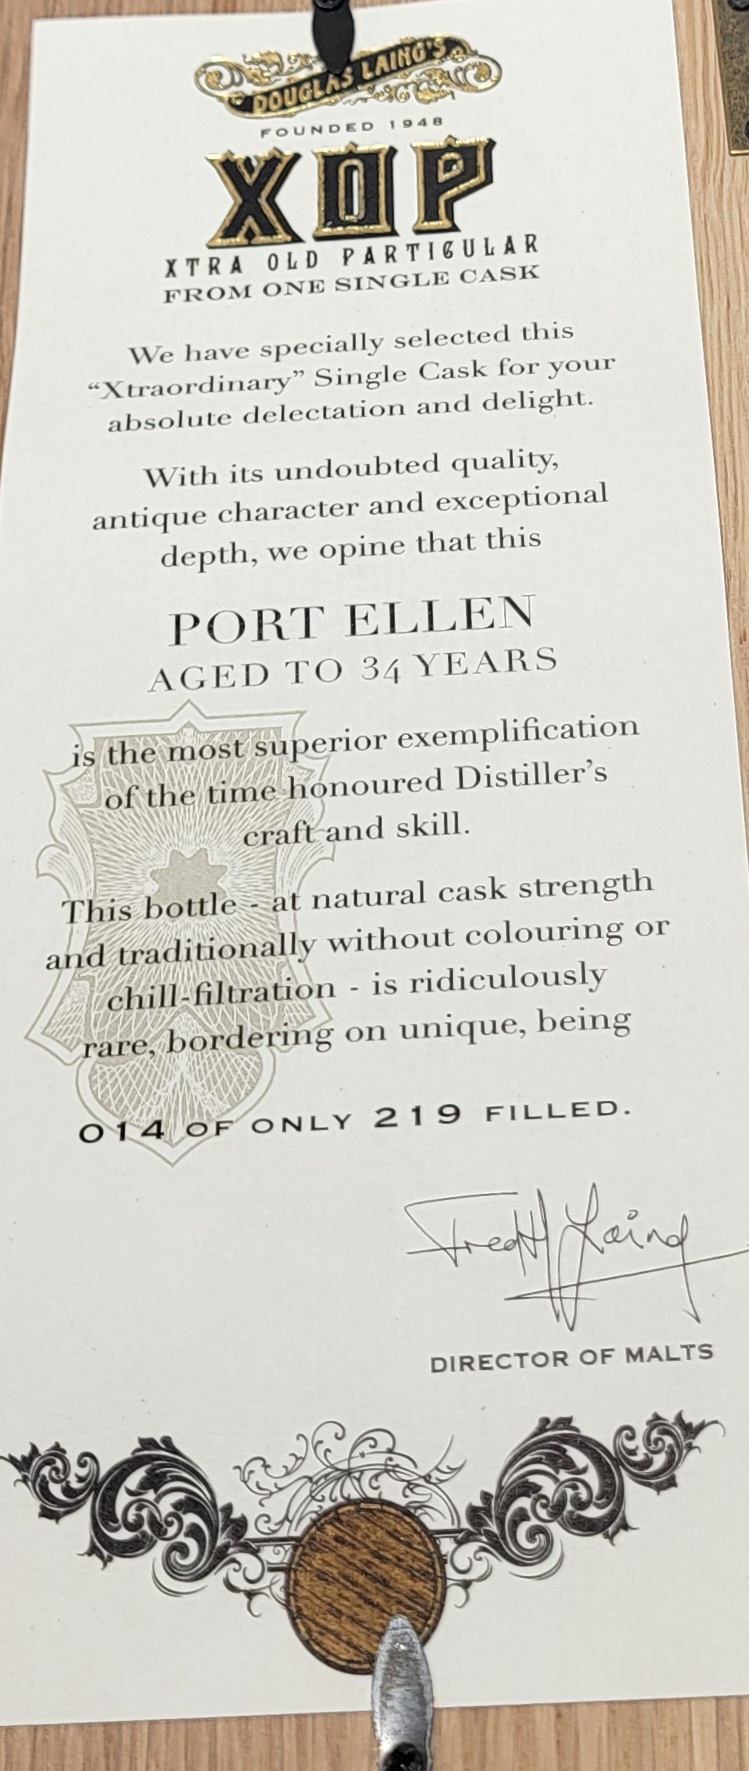 DOUGLAS LAING'S
FOUNDED 1948
XOP
XTRA OLD PARTICULAR
FROM ONE SINGLE CASK
We have specially selected this
“Xtraordinary” Single Cask for your
absolute delectation and delight.
With its undoubted quality,
antique character and exceptional
depth, we opine that this
PORT ELLEN
AGED TO 34 YEARS
is the most superior exemplification
of the time honoured Distiller’s
craft and skill.
This bottle - at natural cask strength
and traditionally without colouring or
chill-filtration - is ridiculously
rare, bordering on unique, being
014 OF ONLY 219 FILLED.
Fred H Laing
DIRECTOR OF MALTS